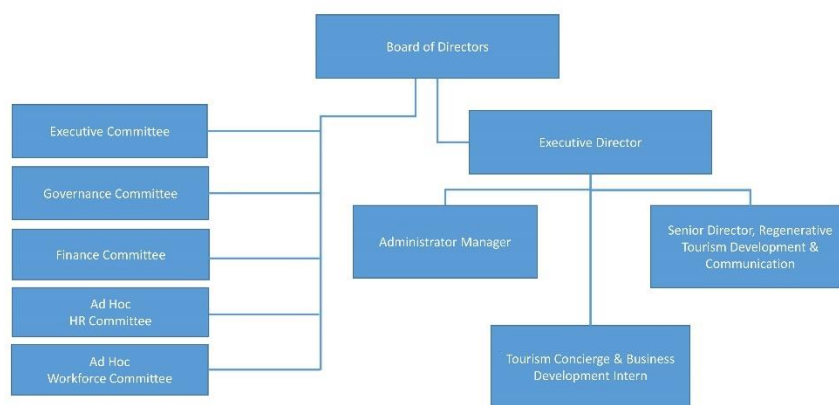 Board of Directors
Executive Committee
Executive Director
Governance Committee
Administrator Manager
Senior Director, Regenerative
Tourism Development &
Communication
Finance Committee
Ad Hoc
HR Committee
Ad Hoc
Workforce Committee
Tourism Concierge & Business
Development Intern